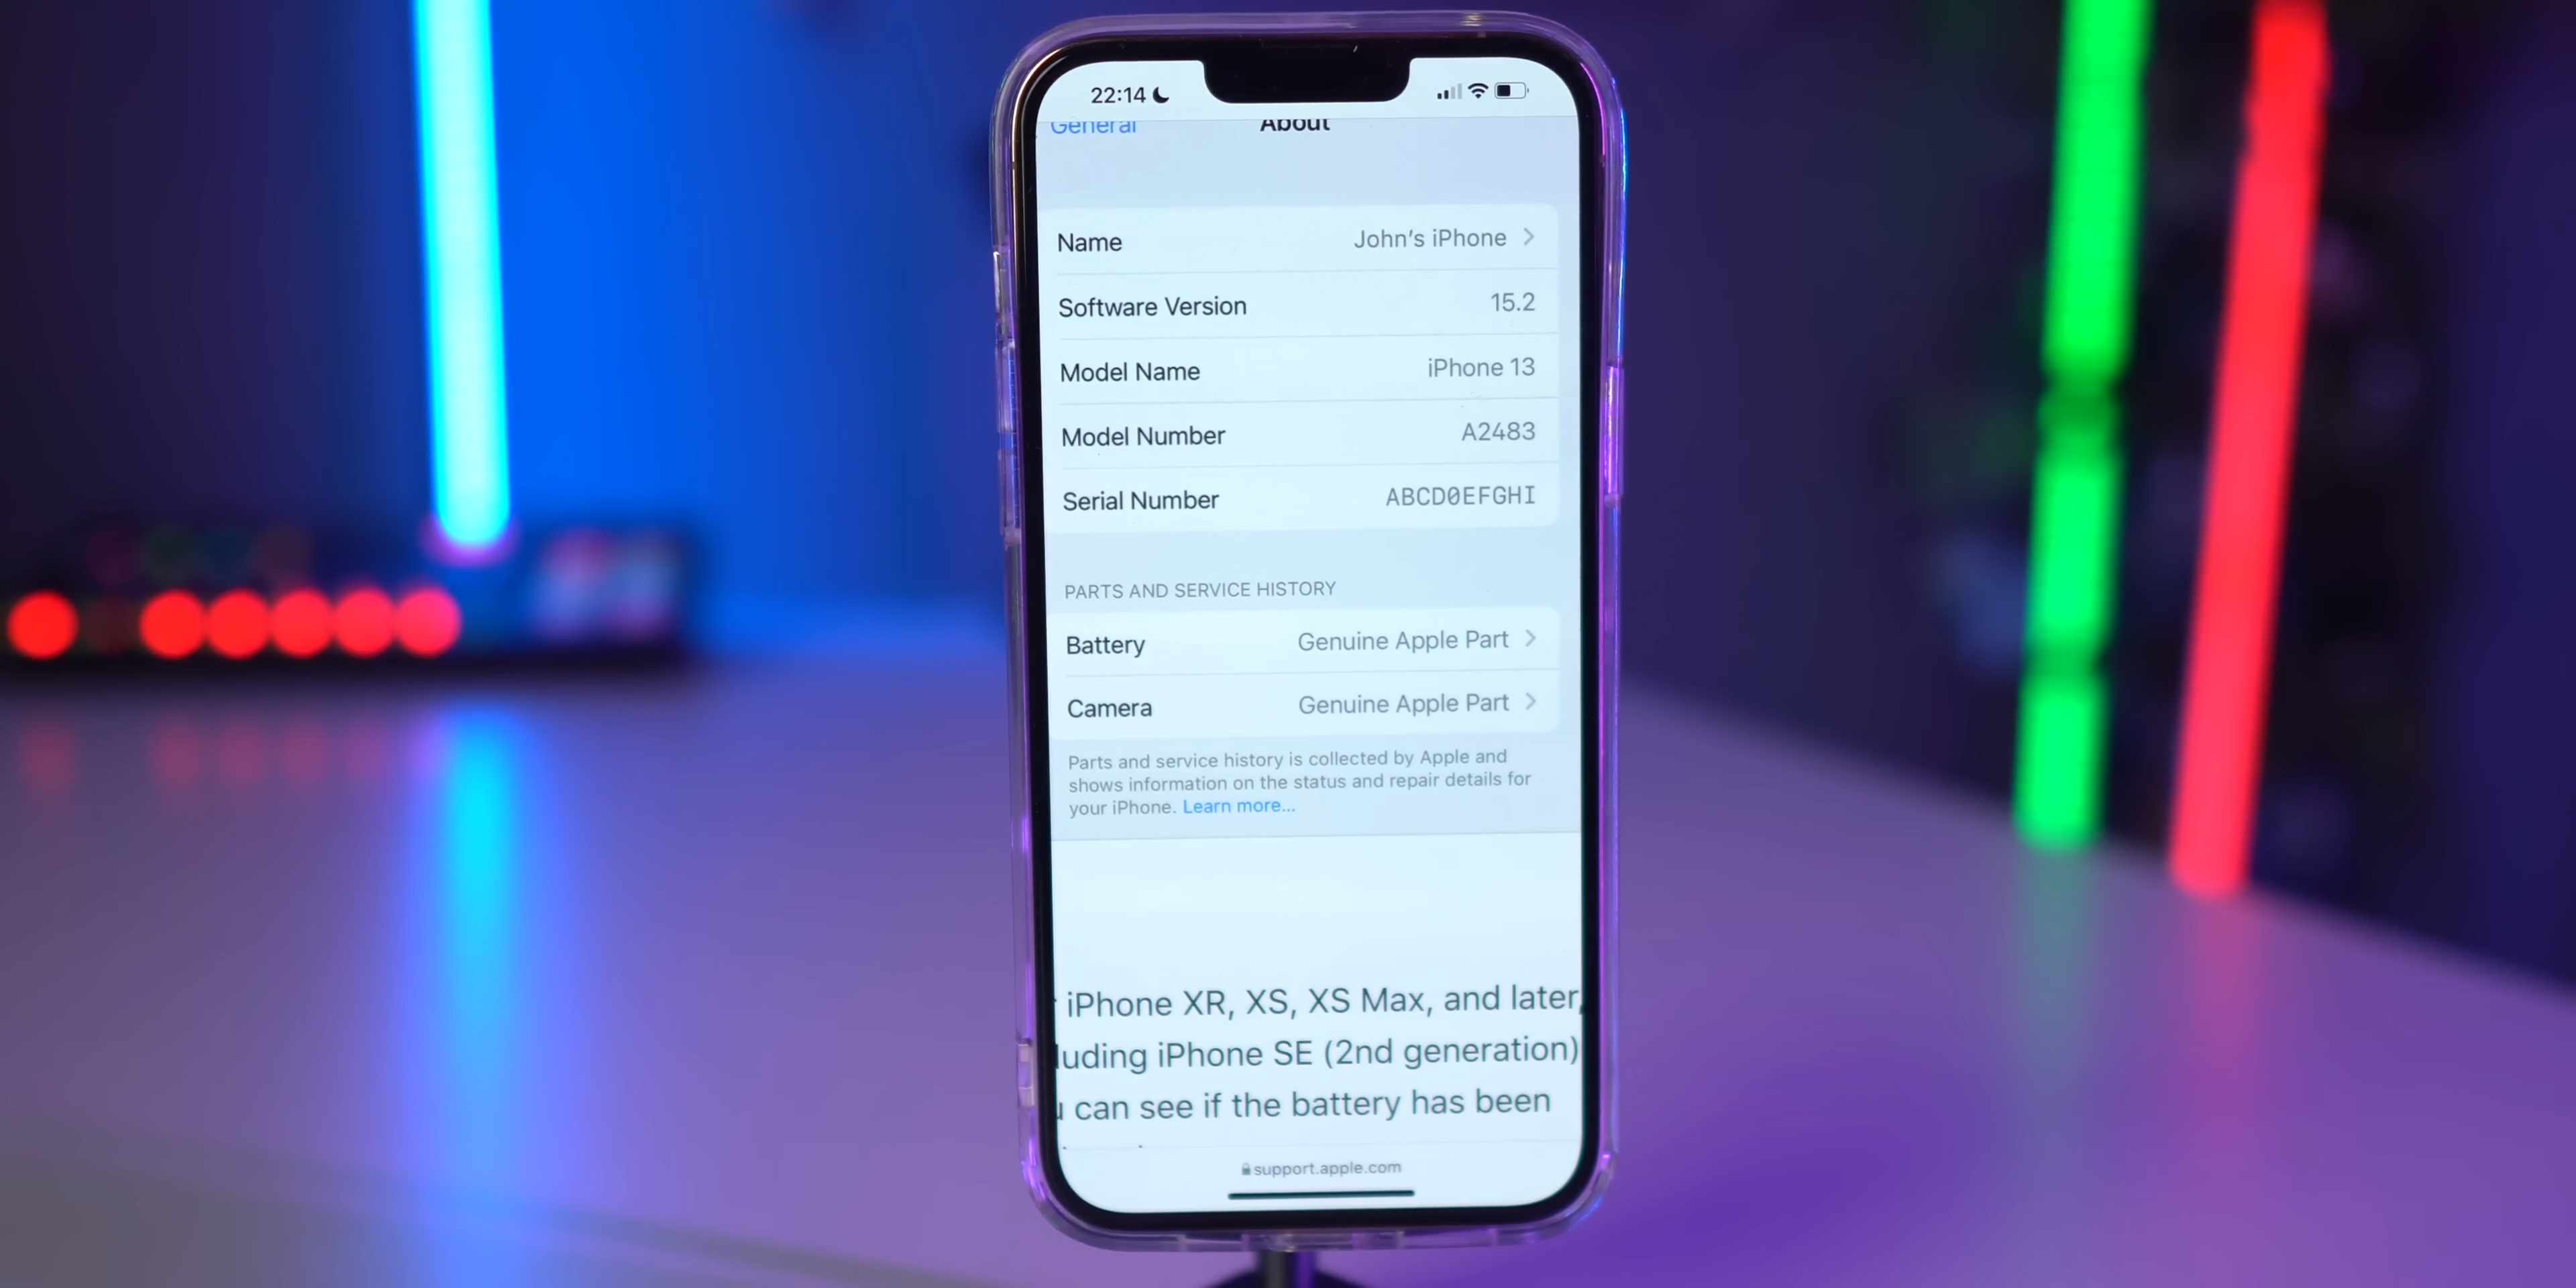 22:14
General About
Name John's iPhone
Software Version 15.2
Model Name iPhone 13
Model Number A2483
Serial Number ABCD0EFGHI
PARTS AND SERVICE HISTORY
Battery Genuine Apple Part
Camera Genuine Apple Part
Parts and service history is collected by Apple and
shows information on the status and repair details for
your iPhone. Learn more...
iPhone XR, XS, XS Max, and later,
luding iPhone SE (2nd generation)
u can see if the battery has been
support.apple.com